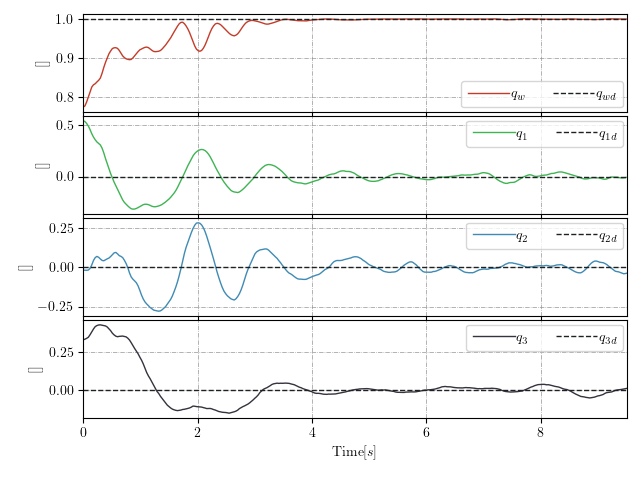 1.0
0.9
0.8
[]
q_w q_{wd}
0.5
0.0
[]
q_1 q_{1d}
0.25
0.00
−0.25
[]
q_2 q_{2d}
0.25
0.00
[]
q_3 q_{3d}
0 2 4 6 8
Time[s]